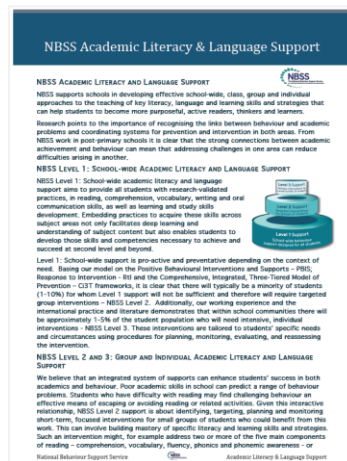 NBSS Academic Literacy & Language Support
NBSS ACADEMIC LITERACY AND LANGUAGE SUPPORT
NBSS
NBSS supports schools in developing effective school-wide, class, group and individual
approaches to the teaching of key literacy, language and learning skills and strategies that
can help students to become more purposeful, active readers, thinkers and learners.
Research points to the importance of recognising the links between behaviour and academic
problems and coordinating systems for prevention and intervention in both areas. From
NBSS work in post-primary schools it is clear that the strong connections between academic
achievement and behaviour can mean that addressing challenges in one area can reduce
difficulties arising in another.
NBSS LEVEL 1: SCHOOL-WIDE ACADEMIC LITERACY AND LANGUAGE SUPPORT
NBSS Level 1: School-wide academic literacy and language
support aims to provide all students with research-validated
practices, in reading, comprehension, vocabulary, writing and oral
communication skills, as well as learning and study skills
development. Embedding practices to acquire these skills across
subject areas not only facilitates deep learning and
understanding of subject content but also enables students to
develop those skills and competencies necessary to achieve and
succeed at second level and beyond.
Level 3 Support
Level 2 Support
Level 1 Support
School-wide behaviour
support designed for all students
Level 1: School-wide support is pro-active and preventative depending on the context of
need. Basing our model on the Positive Behavioural Interventions and Supports – PBIS;
Response to Intervention - RtI and the Comprehensive, Integrated, Three-Tiered Model of
Prevention – CI3T frameworks, it is clear that there will typically be a minority of students
(1-10%) for whom Level 1 support will not be sufficient and therefore will require targeted
group interventions – NBSS Level 2. Additionally, our working experience and the
international practice and literature demonstrates that within school communities there will
be approximately 1-5% of the student population who will need intensive, individual
interventions - NBSS Level 3. These interventions are tailored to students' specific needs
and circumstances using procedures for planning, monitoring, evaluating, and reassessing
the intervention.
NBSS LEVEL 2 AND 3: GROUP AND INDIVIDUAL ACADEMIC LITERACY AND LANGUAGE
SUPPORT
We believe that an integrated system of supports can enhance students' success in both
academics and behaviour. Poor academic skills in school can predict a range of behaviour
problems. Students who have difficulty with reading may find challenging behaviour an
effective means of escaping or avoiding reading or related activities. Given this interactive
relationship, NBSS Level 2 support is about identifying, targeting, planning and monitoring
short-term, focused interventions for small groups of students who could benefit from this
work. This can involve building mastery of specific literacy and learning skills and strategies.
Such an intervention might, for example address two or more of the five main components
of reading – comprehension, vocabulary, fluency, phonics and phonemic awareness - or
National Behaviour Support Service
NBSS
Academic Literacy & Language Support